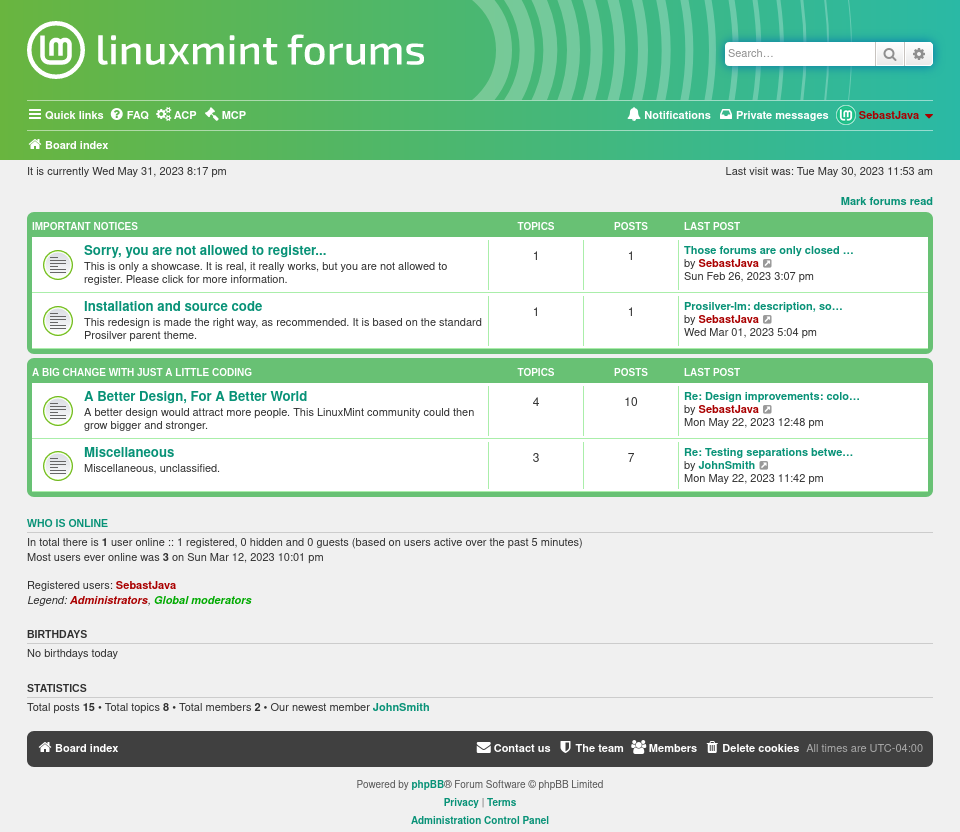 linuxmint forums
Search…
Quick links FAQ ACP MCP Notifications Private messages SebastJava
Board index
It is currently Wed May 31, 2023 8:17 pm Last visit was: Tue May 30, 2023 11:53 am
Mark forums read
IMPORTANT NOTICES TOPICS POSTS LAST POST
Sorry, you are not allowed to register...
This is only a showcase. It is real, it really works, but you are not allowed to
register. Please click for more information.
1 1
Those forums are only closed …
by SebastJava
Sun Feb 26, 2023 3:07 pm
Installation and source code
This redesign is made the right way, as recommended. It is based on the standard
Prosilver parent theme.
1 1
Prosilver-lm: description, so…
by SebastJava
Wed Mar 01, 2023 5:04 pm
A BIG CHANGE WITH JUST A LITTLE CODING TOPICS POSTS LAST POST
A Better Design, For A Better World
A better design would attract more people. This LinuxMint community could then
grow bigger and stronger.
4 10
Re: Design improvements: colo…
by SebastJava
Mon May 22, 2023 12:48 pm
Miscellaneous
Miscellaneous, unclassified.
3 7
Re: Testing separations betwe…
by JohnSmith
Mon May 22, 2023 11:42 pm
WHO IS ONLINE
In total there is 1 user online :: 1 registered, 0 hidden and 0 guests (based on users active over the past 5 minutes)
Most users ever online was 3 on Sun Mar 12, 2023 10:01 pm
Registered users: SebastJava
Legend: Administrators, Global moderators
BIRTHDAYS
No birthdays today
STATISTICS
Total posts 15 • Total topics 8 • Total members 2 • Our newest member JohnSmith
Board index Contact us The team Members Delete cookies All times are UTC-04:00
Powered by phpBB® Forum Software © phpBB Limited
Privacy | Terms
Administration Control Panel